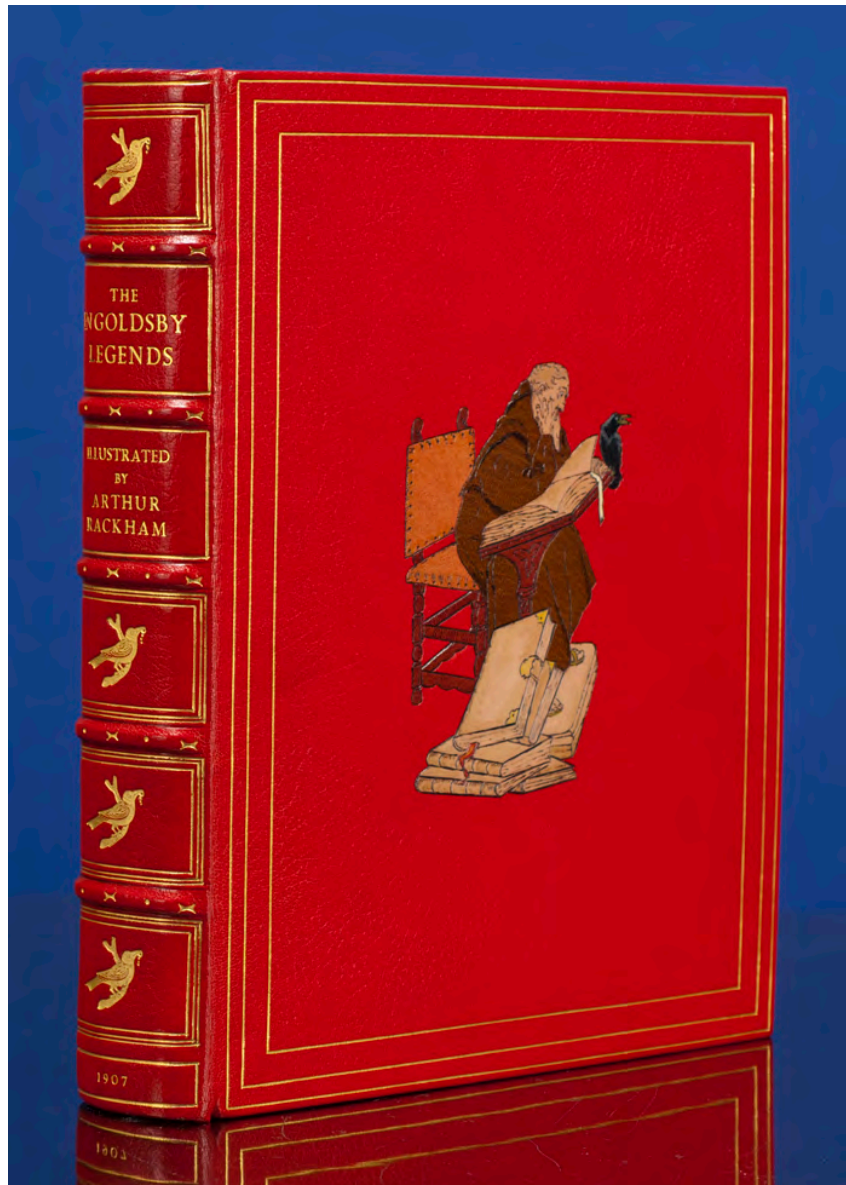 THE
INGOLDSBY
LEGENDS
ILLUSTRATED
BY
ARTHUR
RACKHAM
1907